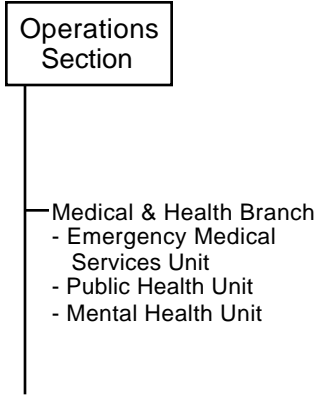 Operations
Section
Medical & Health Branch
- Emergency Medical
Services Unit
- Public Health Unit
- Mental Health Unit